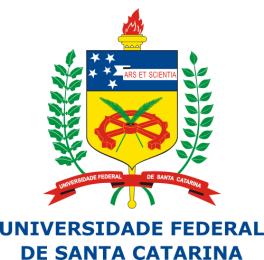 ARS ET SCIENTIA
UNIVERSIDADE FEDERAL DE SANTA CATARINA
UNIVERSIDADE FEDERAL
DE SANTA CATARINA